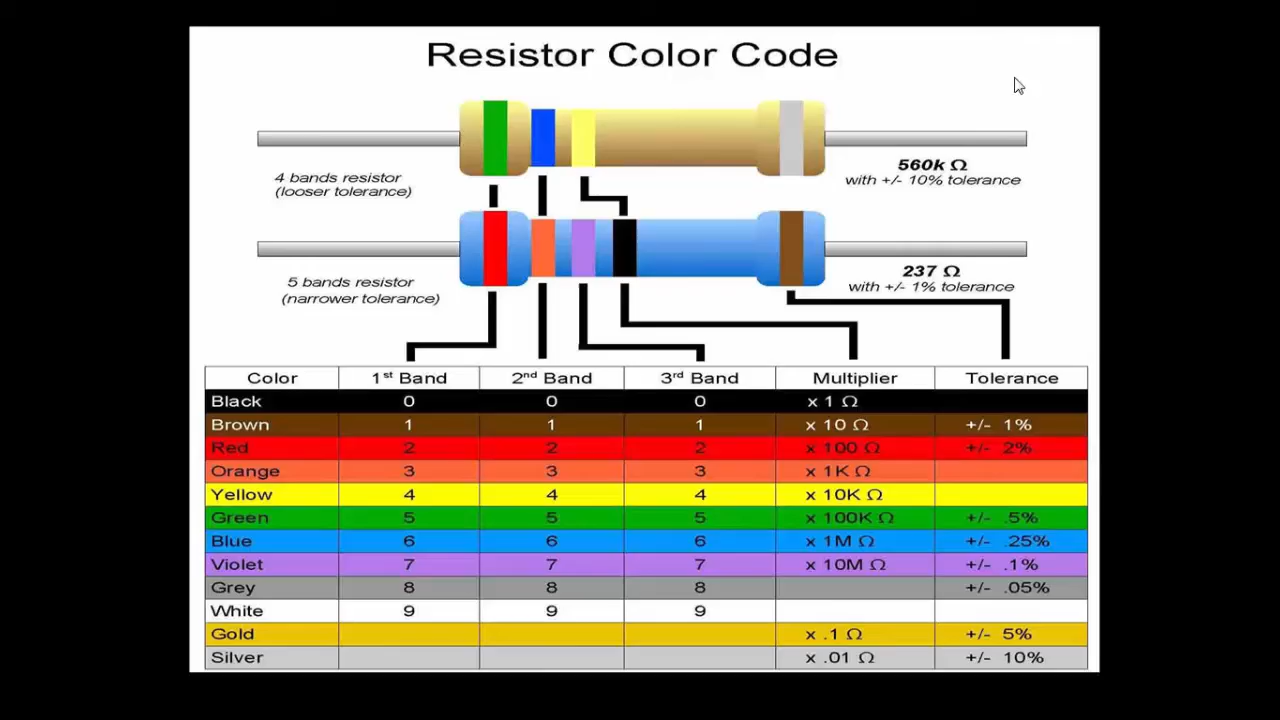 Resistor Color Code
4 bands resistor
(looser tolerance)
560k Ω
with +/- 10% tolerance
5 bands resistor
(narrower tolerance)
237 Ω
with +/- 1% tolerance
Color 1st Band 2nd Band 3rd Band Multiplier Tolerance
Black 0 0 0 x 1 Ω
Brown 1 1 1 x 10 Ω +/- 1%
Red 2 2 2 x 100 Ω +/- 2%
Orange 3 3 3 x 1K Ω
Yellow 4 4 4 x 10K Ω
Green 5 5 5 x 100K Ω +/- .5%
Blue 6 6 6 x 1M Ω +/- .25%
Violet 7 7 7 x 10M Ω +/- .1%
Grey 8 8 8 +/- .05%
White 9 9 9
Gold x .1 Ω +/- 5%
Silver x .01 Ω +/- 10%